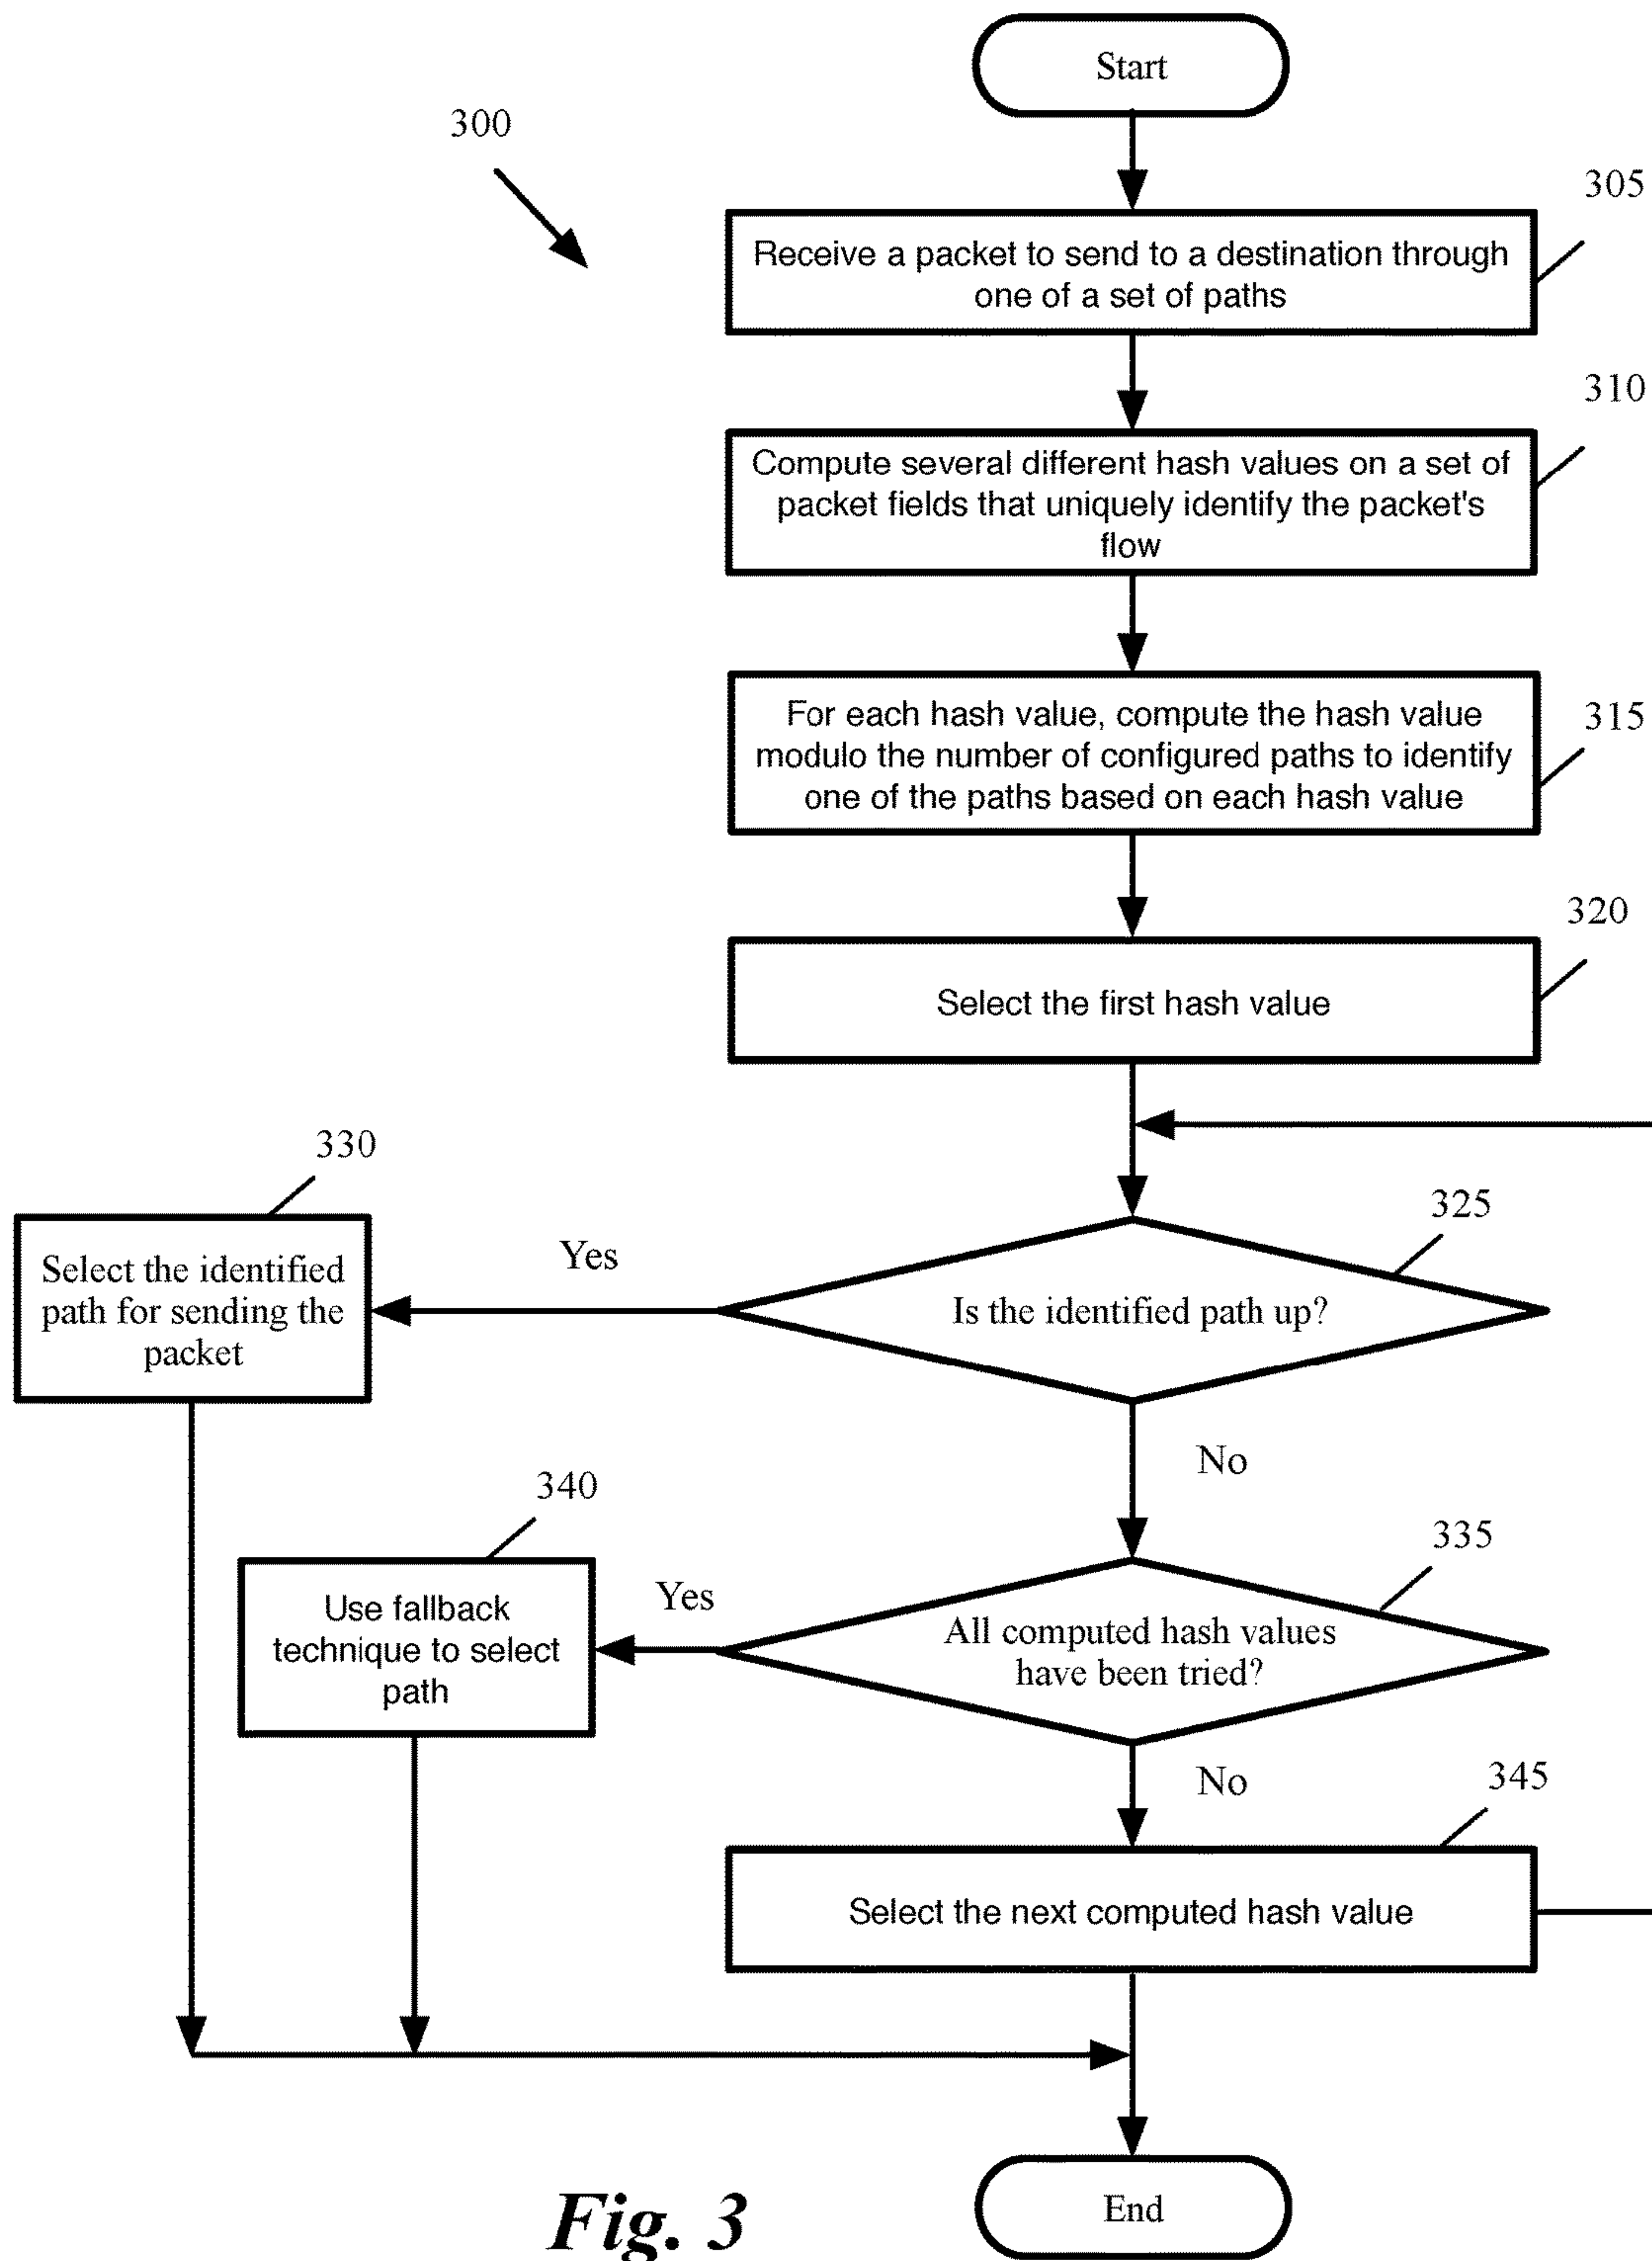 Start
300
305
Receive a packet to send to a destination through
one of a set of paths
310
Compute several different hash values on a set of
packet fields that uniquely identify the packet's
flow
315
For each hash value, compute the hash value
modulo the number of configured paths to identify
one of the paths based on each hash value
320
Select the first hash value
330
325
Select the identified
path for sending the
packet
Yes
Is the identified path up?
No
340
335
Use fallback
technique to select
path
Yes
All computed hash values
have been tried?
No
345
Select the next computed hash value
End
Fig. 3